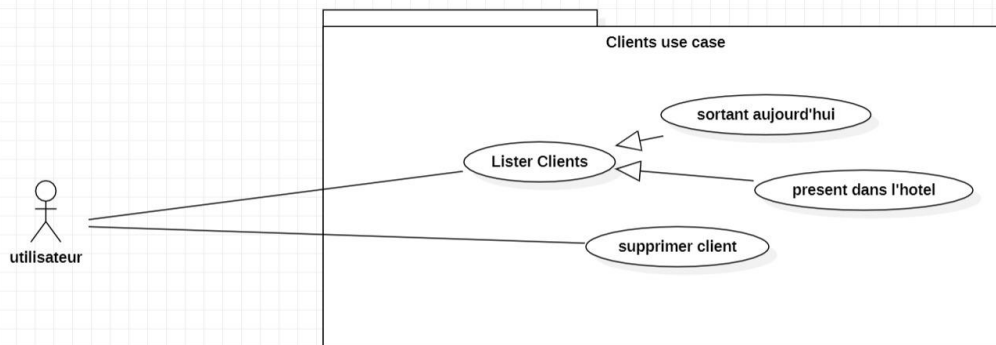 Clients use case
sortant aujourd'hui
Lister Clients
present dans l'hotel
supprimer client
utilisateur